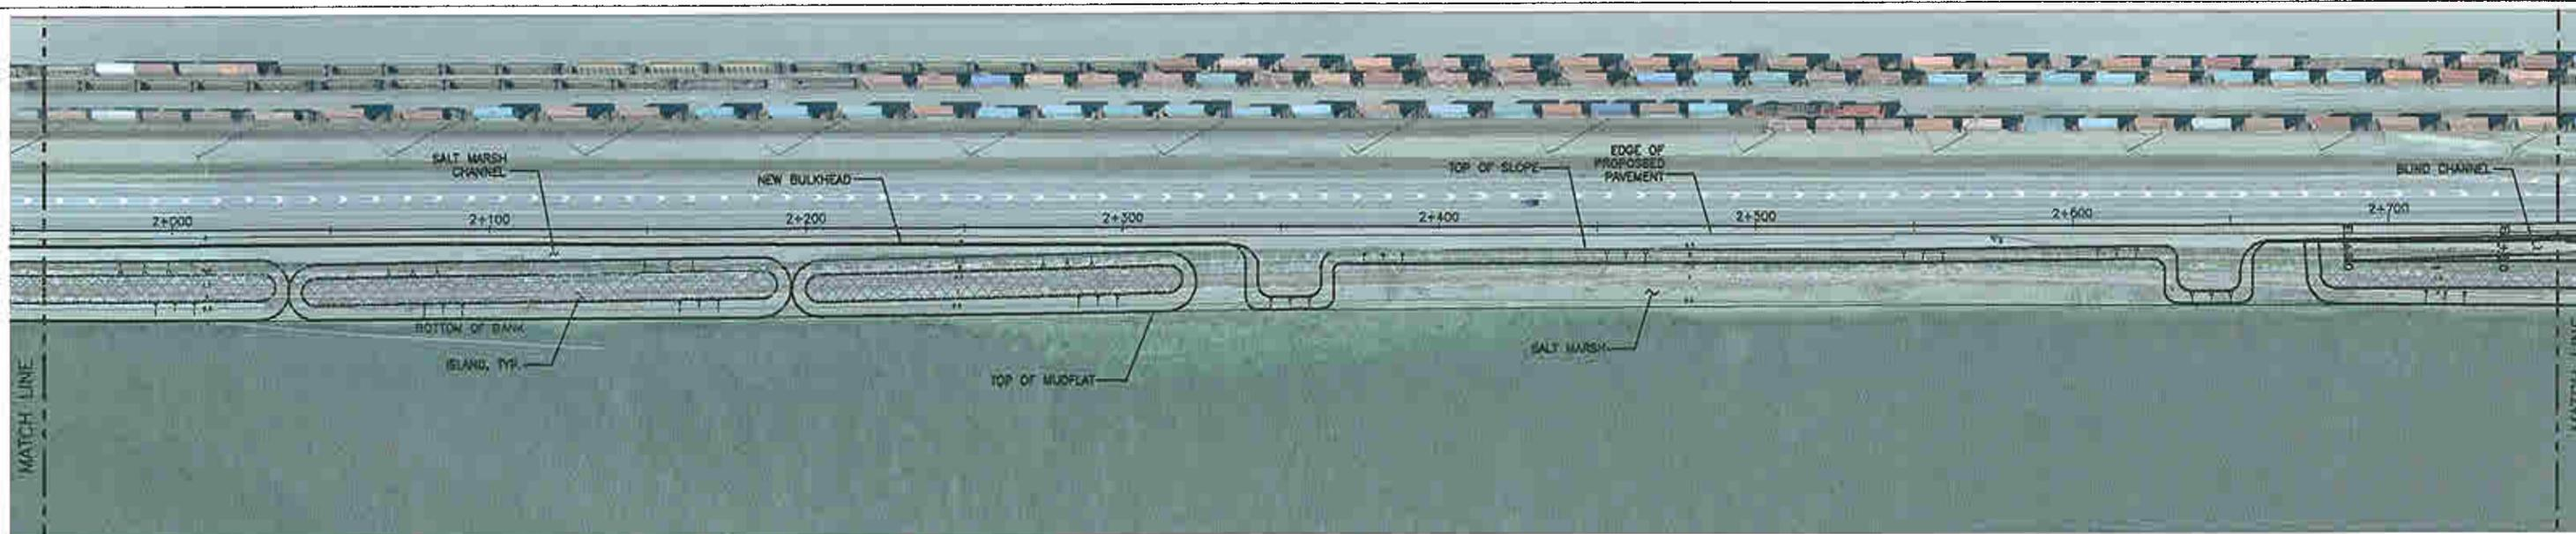 SALT MARSH
CHANNEL
NEW BULKHEAD
TOP OF SLOPE
EDGE OF
PROPOSSED
PAVEMENT
BLIND CHANNEL
2+000
2+100
2+200
2+300
2+400
2+500
2+600
2+700
BOTTOM OF BANK
ISLAND, TYP.
TOP OF MUDFLAT
SALT MARSH
MATCH LINE